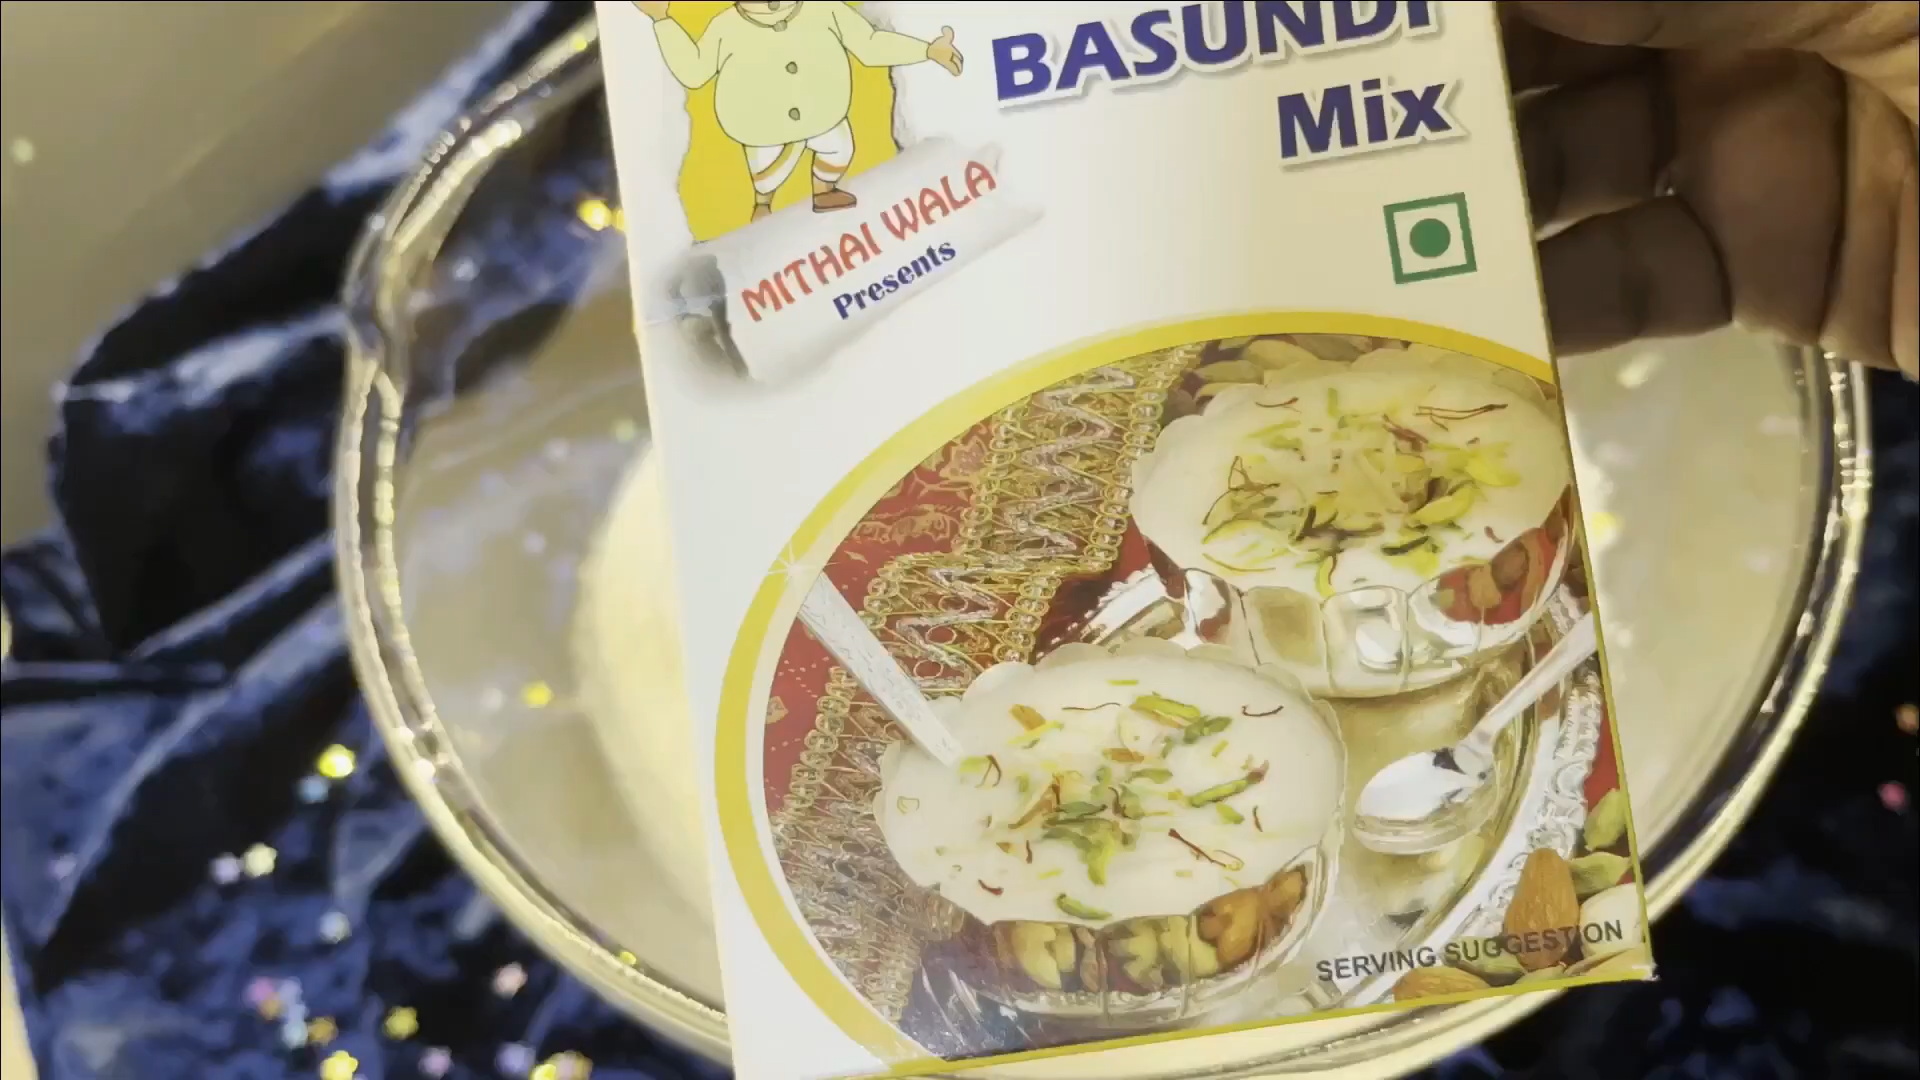 BASUNDI
Mix
MITHAI WALA
Presents
SERVING SUGGESTION